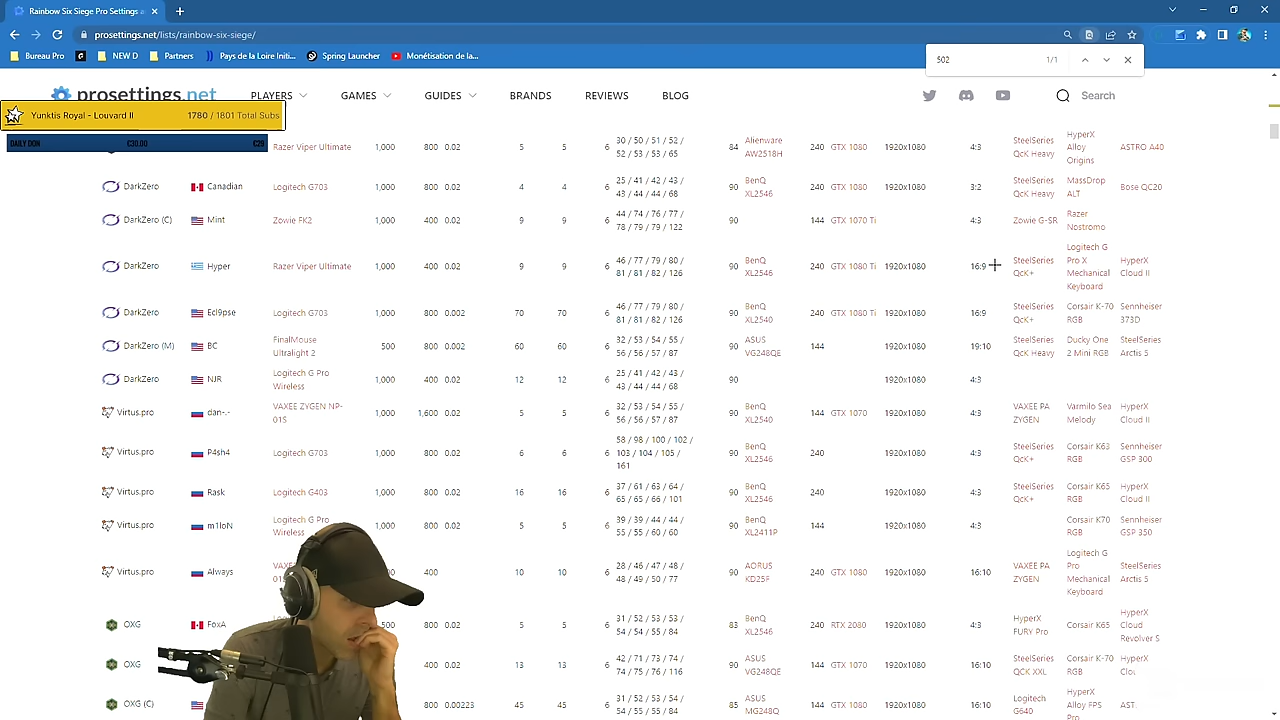 Rainbow Six Siege Pro Settings a
prosettings.net/lists/rainbow-six-siege/
Bureau Pro NEW D Partners Pays de la Loire Initi... Spring Launcher Monétisation de la...
502 1/1
prosettings.net PLAYERS GAMES GUIDES BRANDS REVIEWS BLOG Search
Yunktis Royal - Louvard II 1780 / 1801 Total Subs
DAILY DON €30,00 €26
Razer Viper Ultimate 1,000 800 0.02 5 5 6 30 / 50 / 51 / 52 / 52 / 53 / 53 / 65 84 Alienware AW2518H 240 GTX 1080 1920x1080 4:3 SteelSeries QcK Heavy HyperX Alloy Origins ASTRO A40
DarkZero Canadian Logitech G703 1,000 800 0.02 4 4 6 25 / 41 / 42 / 43 / 43 / 44 / 44 / 68 90 BenQ XL2546 240 GTX 1080 1920x1080 3:2 SteelSeries QcK Heavy MassDrop ALT Bose QC20
DarkZero (C) Mint Zowie FK2 1,000 400 0.02 9 9 6 44 / 74 / 76 / 77 / 78 / 79 / 79 / 122 90 144 GTX 1070 Ti 1920x1080 4:3 Zowie G-SR Razer Nostromo
DarkZero Hyper Razer Viper Ultimate 1,000 400 0.02 9 9 6 46 / 77 / 79 / 80 / 81 / 81 / 82 / 126 90 BenQ XL2546 240 GTX 1080 Ti 1920x1080 16:9 SteelSeries QcK+ Logitech G Pro X Mechanical Keyboard HyperX Cloud II
DarkZero Ecl9pse Logitech G703 1,000 800 0.002 70 70 6 46 / 77 / 79 / 80 / 81 / 81 / 82 / 126 90 BenQ XL2540 240 GTX 1080 Ti 1920x1080 16:9 SteelSeries QcK+ Corsair K-70 RGB Sennheiser 373D
DarkZero (M) BC FinalMouse Ultralight 2 500 800 0.002 60 60 6 32 / 53 / 54 / 55 / 56 / 56 / 57 / 87 90 ASUS VG248QE 144 1920x1080 19:10 SteelSeries QcK Heavy Ducky One 2 Mini RGB SteelSeries Arctis 5
DarkZero NJR Logitech G Pro Wireless 1,000 400 0.02 12 12 6 25 / 41 / 42 / 43 / 43 / 44 / 44 / 68 90 1920x1080 4:3
Virtus.pro dan-.- VAXEE ZYGEN NP-01S 1,000 1,600 0.02 5 5 6 32 / 53 / 54 / 55 / 56 / 56 / 57 / 87 90 BenQ XL2540 144 GTX 1070 1920x1080 4:3 VAXEE PA ZYGEN Varmilo Sea Melody HyperX Cloud II
Virtus.pro P4sh4 Logitech G703 1,000 800 0.02 6 6 6 58 / 98 / 100 / 102 / 103 / 104 / 105 / 161 90 BenQ XL2546 240 1920x1080 4:3 SteelSeries QcK+ Corsair K63 RGB Sennheiser GSP 300
Virtus.pro Rask Logitech G403 1,000 800 0.02 16 16 6 37 / 61 / 63 / 64 / 65 / 65 / 66 / 101 90 BenQ XL2546 240 1920x1080 4:3 SteelSeries QcK+ Corsair K65 RGB HyperX Cloud II
Virtus.pro m1loN Logitech G Pro Wireless 1,000 800 0.02 5 5 6 39 / 39 / 44 / 44 / 55 / 55 / 60 / 60 90 BenQ XL2411P 144 1920x1080 4:3 Corsair K70 RGB Sennheiser GSP 350
Virtus.pro Always 400 10 10 6 28 / 46 / 47 / 48 / 48 / 49 / 50 / 77 90 AORUS KD25F 240 GTX 1080 1920x1080 16:10 VAXEE PA ZYGEN Logitech G Pro Mechanical Keyboard SteelSeries Arctis 5
OXG FoxA 800 0.02 5 5 6 31 / 52 / 53 / 53 / 54 / 54 / 55 / 84 83 BenQ XL2546 240 RTX 2080 1920x1080 4:3 HyperX FURY Pro Corsair K65 HyperX Cloud Revolver S
OXG 400 0.02 13 13 6 42 / 71 / 73 / 74 / 74 / 75 / 76 / 116 90 ASUS VG248QE 144 GTX 1070 1920x1080 16:10 SteelSeries QCK XXL Corsair K-70 RGB HyperX
OXG (C) 800 0.00223 45 45 6 31 / 52 / 53 / 54 / 54 / 55 / 55 / 84 85 ASUS MG248Q 144 GTX 1080 1920x1080 16:10 Logitech G640 HyperX Alloy FPS Pro